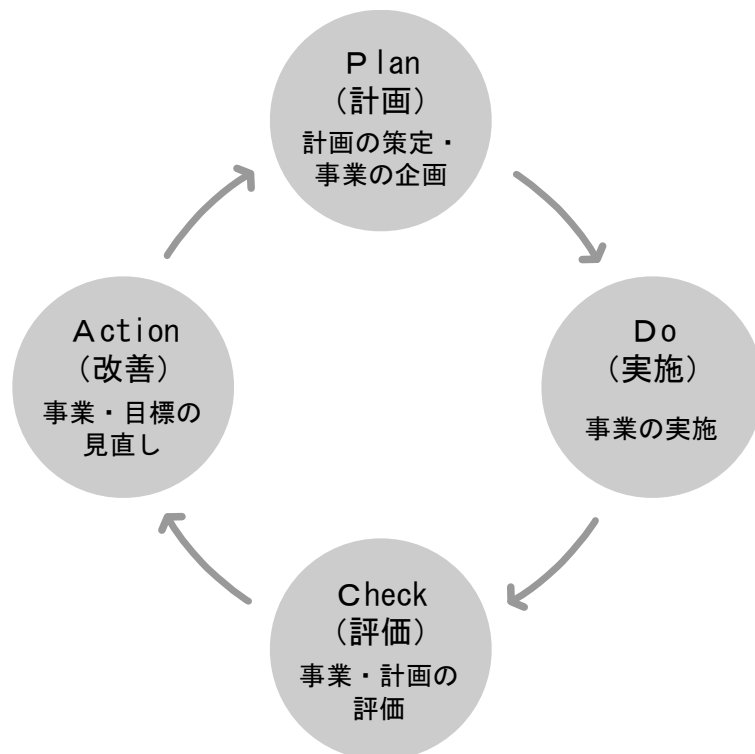 Plan
（計画）
計画の策定・
事業の企画
Do
（実施）
事業の実施
Check
（評価）
事業・計画の
評価
Action
（改善）
事業・目標の
見直し